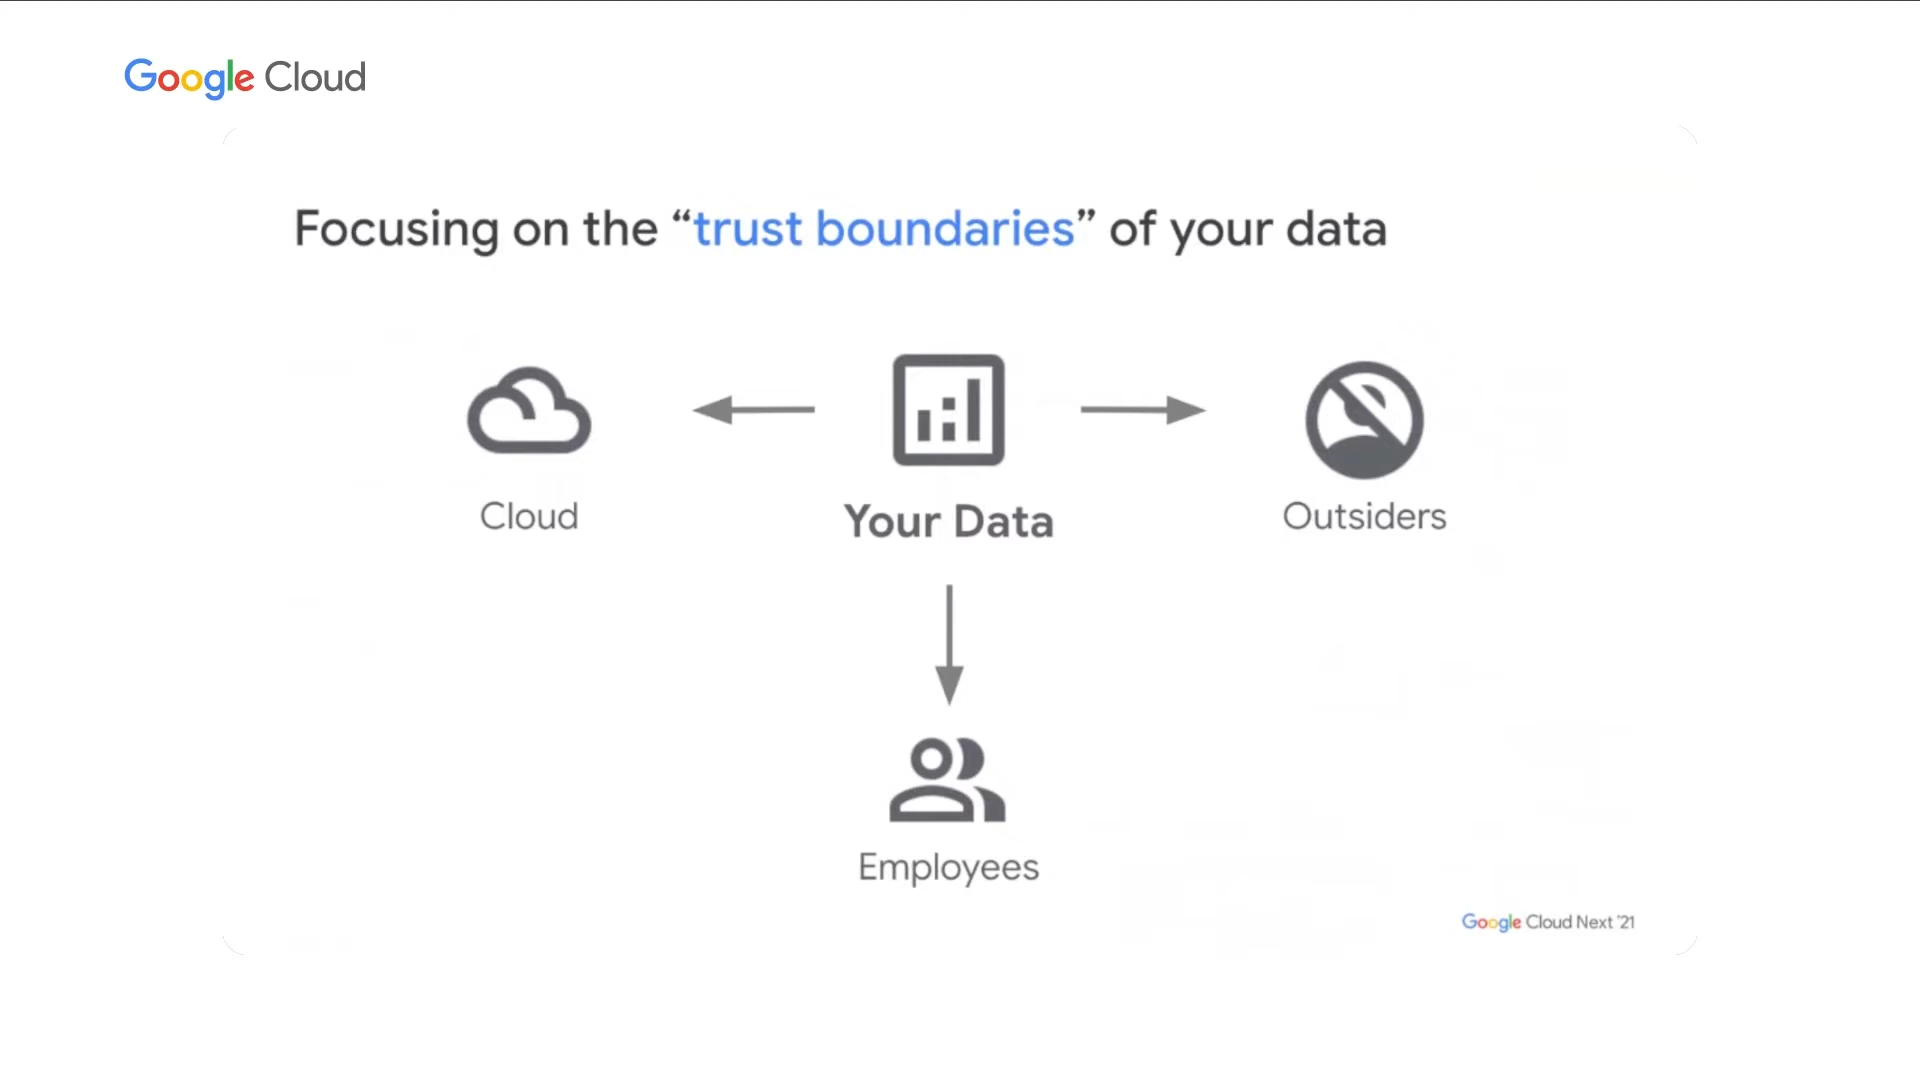 Google Cloud
Focusing on the “trust boundaries” of your data
Cloud
Your Data
Outsiders
Employees
Google Cloud Next ’21